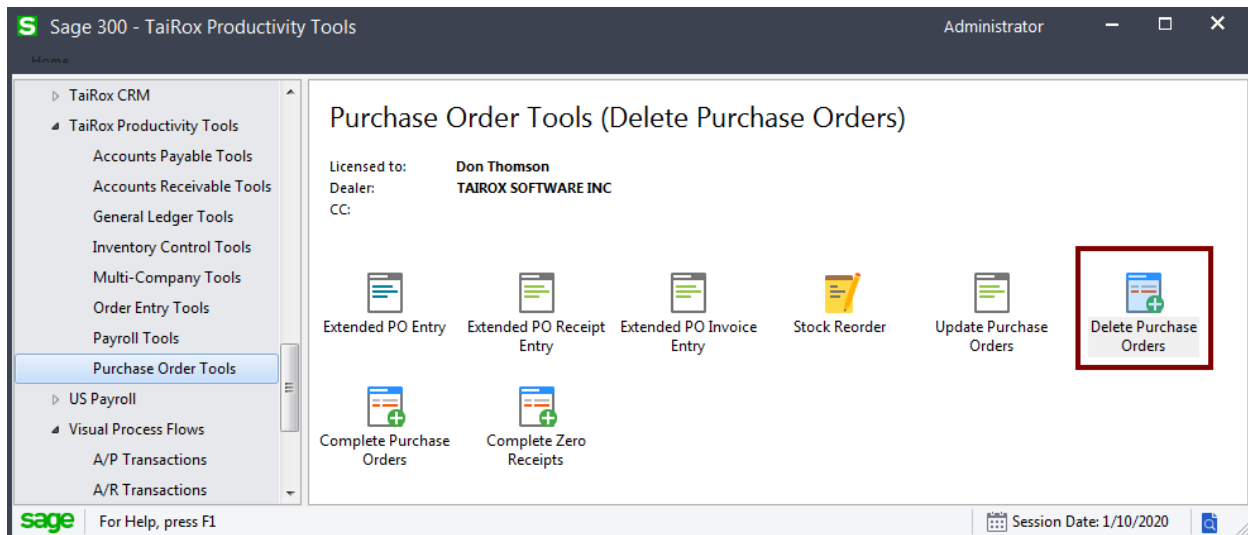 S Sage 300 - TaiRox Productivity Tools
Administrator
Home
TaiRox CRM
TaiRox Productivity Tools
Accounts Payable Tools
Accounts Receivable Tools
General Ledger Tools
Inventory Control Tools
Multi-Company Tools
Order Entry Tools
Payroll Tools
Purchase Order Tools
US Payroll
Visual Process Flows
A/P Transactions
A/R Transactions
Purchase Order Tools (Delete Purchase Orders)
Licensed to: Don Thomson
Dealer: TAIROX SOFTWARE INC
CC:
Extended PO Entry
Extended PO Receipt
Entry
Extended PO Invoice
Entry
Stock Reorder
Update Purchase
Orders
Delete Purchase
Orders
Complete Purchase
Orders
Complete Zero
Receipts
sage For Help, press F1
Session Date: 1/10/2020